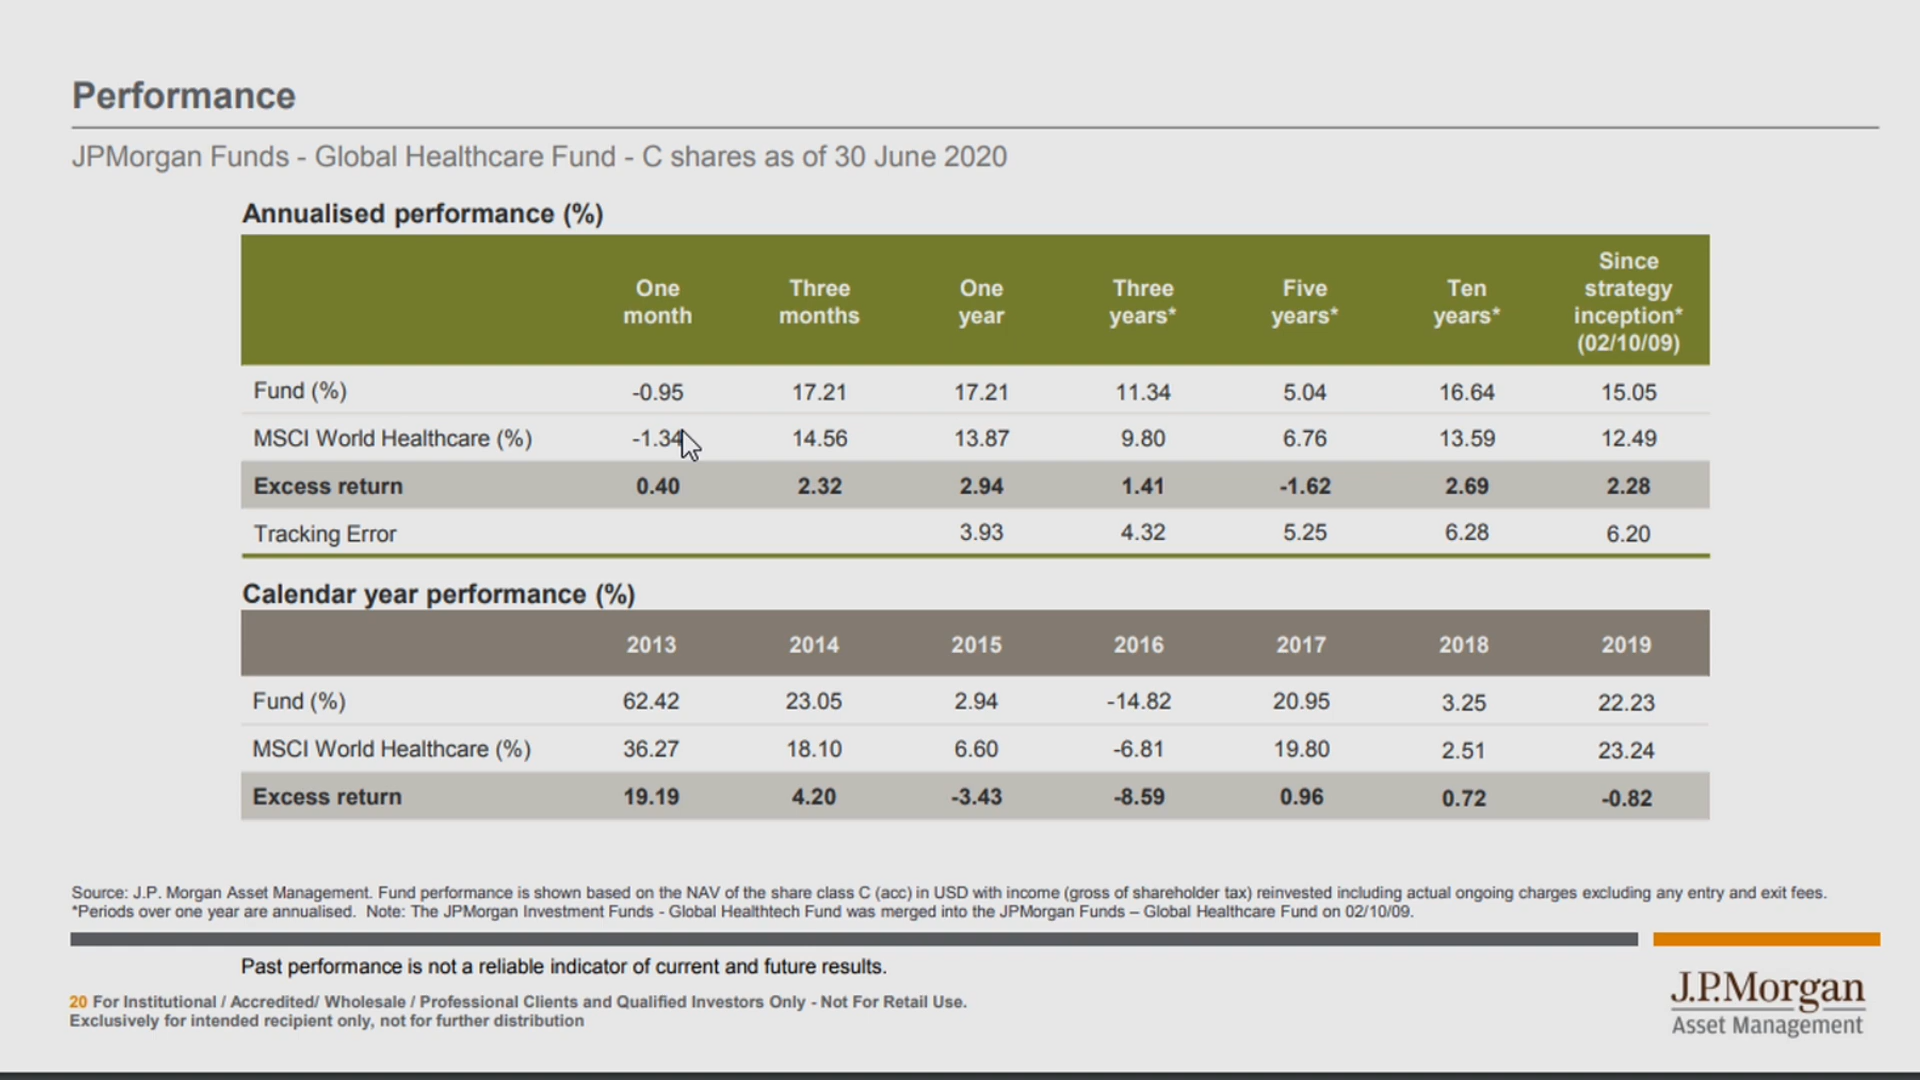 Performance
JPMorgan Funds - Global Healthcare Fund - C shares as of 30 June 2020
Annualised performance (%)
One month Three months One year Three years* Five years* Ten years* Since strategy inception* (02/10/09)
Fund (%) -0.95 17.21 17.21 11.34 5.04 16.64 15.05
MSCI World Healthcare (%) -1.34 14.56 13.87 9.80 6.76 13.59 12.49
Excess return 0.40 2.32 2.94 1.41 -1.62 2.69 2.28
Tracking Error 3.93 4.32 5.25 6.28 6.20
Calendar year performance (%)
2013 2014 2015 2016 2017 2018 2019
Fund (%) 62.42 23.05 2.94 -14.82 20.95 3.25 22.23
MSCI World Healthcare (%) 36.27 18.10 6.60 -6.81 19.80 2.51 23.24
Excess return 19.19 4.20 -3.43 -8.59 0.96 0.72 -0.82
Source: J.P. Morgan Asset Management. Fund performance is shown based on the NAV of the share class C (acc) in USD with income (gross of shareholder tax) reinvested including actual ongoing charges excluding any entry and exit fees.
*Periods over one year are annualised. Note: The JPMorgan Investment Funds - Global Healthtech Fund was merged into the JPMorgan Funds – Global Healthcare Fund on 02/10/09.
Past performance is not a reliable indicator of current and future results.
20 For Institutional / Accredited/ Wholesale / Professional Clients and Qualified Investors Only - Not For Retail Use.
Exclusively for intended recipient only, not for further distribution
J.P.Morgan
Asset Management